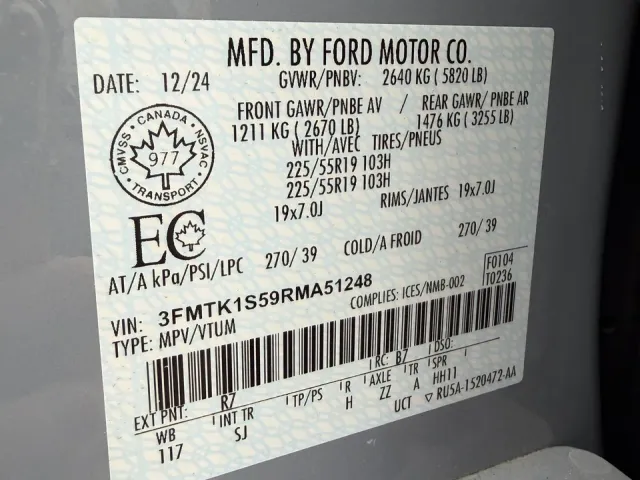 MFD. BY FORD MOTOR CO.
DATE: 12/24 GVWR/PNBV: 2640 KG ( 5820 LB)
FRONT GAWR/PNBE AV / REAR GAWR/ PNBE AR
1211 KG ( 2670 LB) 1476 KG ( 3255 LB)
WITH/AVEC TIRES/PNEUS
225/55R19 103H
225/55R19 103H
19x7.0J RIMS/JANTES 19x7.0J
CANADA CMVSS NSVAC TRANSPORT
977
EC
AT/A kPa/PSI/LPC 270/ 39 COLD/A FROID 270/ 39
VIN: 3FMTK1S59RMA51248 COMPLIES: ICES/NMB-002 F0104
TYPE: MPV/VTUM T0236
EXT PNT: RZ RC: B7 DSO:
WB INT TR TP/PS R AXLE TR SPR
117 SJ H ZZ A HH11
UCT ▽ RU5A-1520472-AA